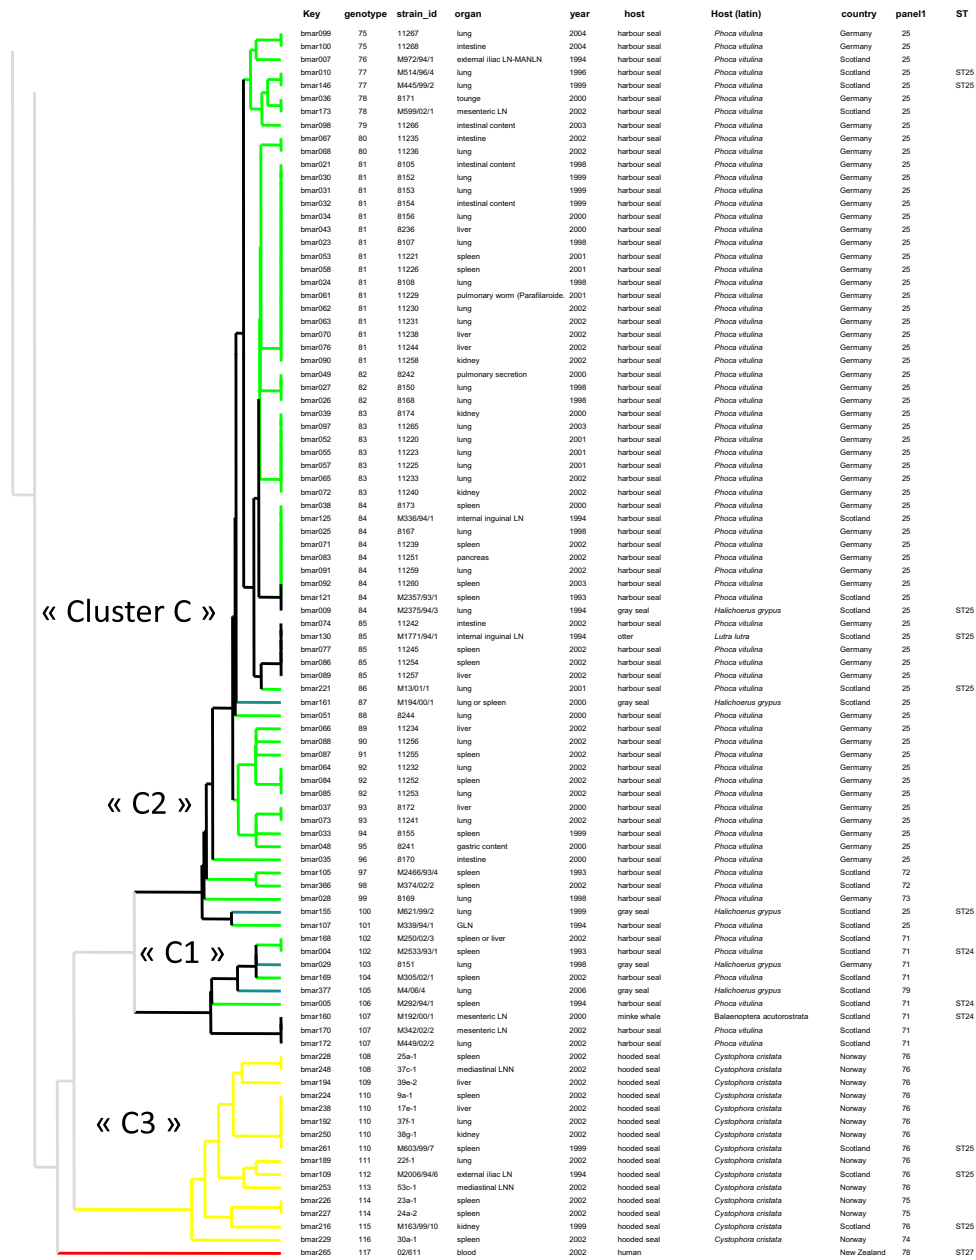 Key genotype strain_id organ year host Host (latin) country panel1 ST
bmar099 75 11267 lung 2004 harbour seal Phoca vitulina Germany 25
bmar100 75 11268 intestine 2004 harbour seal Phoca vitulina Germany 25
bmar007 76 M972/94/1 external iliac LN-MANLN 1994 harbour seal Phoca vitulina Scotland 25
bmar010 77 M514/96/4 lung 1996 harbour seal Phoca vitulina Scotland 25 ST25
bmar146 77 M445/99/2 lung 1999 harbour seal Phoca vitulina Scotland 25 ST25
bmar036 78 8171 tounge 2000 harbour seal Phoca vitulina Germany 25
bmar173 78 M599/02/1 mesenteric LN 2002 harbour seal Phoca vitulina Scotland 25
bmar098 79 11266 intestinal content 2003 harbour seal Phoca vitulina Germany 25
bmar067 80 11235 intestine 2002 harbour seal Phoca vitulina Germany 25
bmar068 80 11236 lung 2002 harbour seal Phoca vitulina Germany 25
bmar021 81 8105 intestinal content 1998 harbour seal Phoca vitulina Germany 25
bmar030 81 8152 lung 1999 harbour seal Phoca vitulina Germany 25
bmar031 81 8153 lung 1999 harbour seal Phoca vitulina Germany 25
bmar032 81 8154 intestinal content 1999 harbour seal Phoca vitulina Germany 25
bmar034 81 8156 lung 2000 harbour seal Phoca vitulina Germany 25
bmar043 81 8236 liver 2000 harbour seal Phoca vitulina Germany 25
bmar023 81 8107 lung 1998 harbour seal Phoca vitulina Germany 25
bmar053 81 11221 spleen 2001 harbour seal Phoca vitulina Germany 25
bmar058 81 11226 spleen 2001 harbour seal Phoca vitulina Germany 25
bmar024 81 8108 lung 1998 harbour seal Phoca vitulina Germany 25
bmar061 81 11229 pulmonary worm (Parafilaroide. 2001 harbour seal Phoca vitulina Germany 25
bmar062 81 11230 lung 2002 harbour seal Phoca vitulina Germany 25
bmar063 81 11231 lung 2002 harbour seal Phoca vitulina Germany 25
bmar070 81 11238 liver 2002 harbour seal Phoca vitulina Germany 25
bmar076 81 11244 liver 2002 harbour seal Phoca vitulina Germany 25
bmar090 81 11258 kidney 2002 harbour seal Phoca vitulina Germany 25
bmar049 82 8242 pulmonary secretion 2000 harbour seal Phoca vitulina Germany 25
bmar027 82 8150 lung 1998 harbour seal Phoca vitulina Germany 25
bmar026 82 8168 lung 1998 harbour seal Phoca vitulina Germany 25
bmar039 83 8174 kidney 2000 harbour seal Phoca vitulina Germany 25
bmar097 83 11265 lung 2003 harbour seal Phoca vitulina Germany 25
bmar052 83 11220 lung 2001 harbour seal Phoca vitulina Germany 25
bmar055 83 11223 lung 2001 harbour seal Phoca vitulina Germany 25
bmar057 83 11225 lung 2001 harbour seal Phoca vitulina Germany 25
bmar065 83 11233 lung 2002 harbour seal Phoca vitulina Germany 25
bmar072 83 11240 kidney 2002 harbour seal Phoca vitulina Germany 25
bmar038 84 8173 spleen 2000 harbour seal Phoca vitulina Germany 25
bmar125 84 M336/94/1 internal inguinal LN 1994 harbour seal Phoca vitulina Scotland 25
bmar025 84 8167 lung 1998 harbour seal Phoca vitulina Germany 25
bmar071 84 11239 spleen 2002 harbour seal Phoca vitulina Germany 25
bmar083 84 11251 pancreas 2002 harbour seal Phoca vitulina Germany 25
bmar091 84 11259 lung 2002 harbour seal Phoca vitulina Germany 25
bmar092 84 11260 spleen 2003 harbour seal Phoca vitulina Germany 25
bmar121 84 M2357/93/1 spleen 1993 harbour seal Phoca vitulina Scotland 25
« Cluster C » bmar009 84 M2375/94/3 lung 1994 gray seal Halichoerus grypus Scotland 25 ST25
bmar074 85 11242 intestine 2002 harbour seal Phoca vitulina Germany 25
bmar130 85 M1771/94/1 internal inguinal LN 1994 otter Lutra lutra Scotland 25 ST25
bmar077 85 11245 spleen 2002 harbour seal Phoca vitulina Germany 25
bmar086 85 11254 spleen 2002 harbour seal Phoca vitulina Germany 25
bmar089 85 11257 liver 2002 harbour seal Phoca vitulina Germany 25
bmar221 86 M13/01/1 lung 2001 harbour seal Phoca vitulina Scotland 25 ST25
bmar161 87 M194/00/1 lung or spleen 2000 gray seal Halichoerus grypus Scotland 25
bmar051 88 8244 lung 2000 harbour seal Phoca vitulina Germany 25
bmar066 89 11234 liver 2002 harbour seal Phoca vitulina Germany 25
bmar088 90 11256 lung 2002 harbour seal Phoca vitulina Germany 25
bmar087 91 11255 spleen 2002 harbour seal Phoca vitulina Germany 25
bmar064 92 11232 lung 2002 harbour seal Phoca vitulina Germany 25
bmar084 92 11252 spleen 2002 harbour seal Phoca vitulina Germany 25
bmar085 92 11253 lung 2002 harbour seal Phoca vitulina Germany 25
« C2 » bmar037 93 8172 liver 2000 harbour seal Phoca vitulina Germany 25
bmar073 93 11241 lung 2002 harbour seal Phoca vitulina Germany 25
bmar033 94 8155 spleen 1999 harbour seal Phoca vitulina Germany 25
bmar048 95 8241 gastric content 2000 harbour seal Phoca vitulina Germany 25
bmar035 96 8170 intestine 2000 harbour seal Phoca vitulina Germany 25
bmar105 97 M2466/93/4 spleen 1993 harbour seal Phoca vitulina Scotland 72
bmar366 98 M374/02/2 spleen 2002 harbour seal Phoca vitulina Scotland 72
bmar028 99 8169 lung 1998 harbour seal Phoca vitulina Germany 73
bmar155 100 M621/99/2 lung 1999 gray seal Halichoerus grypus Scotland 25 ST25
bmar107 101 M339/94/1 GLN 1994 harbour seal Phoca vitulina Scotland 25
bmar168 102 M250/02/3 spleen or liver 2002 harbour seal Phoca vitulina Scotland 71
« C1 » bmar004 102 M2533/93/1 spleen 1993 harbour seal Phoca vitulina Scotland 71 ST24
bmar029 103 8151 lung 1998 gray seal Halichoerus grypus Germany 71
bmar169 104 M305/02/1 spleen 2002 harbour seal Phoca vitulina Scotland 71
bmar377 105 M4/06/4 lung 2006 gray seal Halichoerus grypus Scotland 79
bmar005 106 M292/94/1 spleen 1994 harbour seal Phoca vitulina Scotland 71 ST24
bmar160 107 M192/00/1 mesenteric LN 2000 minke whale Balaenoptera acutorostrata Scotland 71 ST24
bmar170 107 M342/02/2 mesenteric LN 2002 harbour seal Phoca vitulina Scotland 71
bmar172 107 M449/02/2 lung 2002 harbour seal Phoca vitulina Scotland 71
bmar228 108 25a-1 spleen 2002 hooded seal Cystophora cristata Norway 76
bmar248 108 37c-1 mediastinal LNN 2002 hooded seal Cystophora cristata Norway 76
bmar194 109 39e-2 liver 2002 hooded seal Cystophora cristata Norway 76
bmar224 110 9a-1 spleen 2002 hooded seal Cystophora cristata Norway 76
bmar238 110 17e-1 liver 2002 hooded seal Cystophora cristata Norway 76
« C3 » bmar192 110 37f-1 lung 2002 hooded seal Cystophora cristata Norway 76
bmar250 110 38g-1 kidney 2002 hooded seal Cystophora cristata Norway 76
bmar261 110 M603/99/7 spleen 1999 hooded seal Cystophora cristata Scotland 76 ST25
bmar189 111 22f-1 lung 2002 hooded seal Cystophora cristata Norway 76
bmar109 112 M2006/94/6 external iliac LN 1994 hooded seal Cystophora cristata Scotland 76 ST25
bmar253 113 53c-1 mediastinal LNN 2002 hooded seal Cystophora cristata Norway 76
bmar226 114 23a-1 spleen 2002 hooded seal Cystophora cristata Norway 75
bmar227 114 24a-2 spleen 2002 hooded seal Cystophora cristata Norway 75
bmar216 115 M163/99/10 kidney 1999 hooded seal Cystophora cristata Scotland 76 ST25
bmar229 116 30a-1 spleen 2002 hooded seal Cystophora cristata Norway 74
bmar265 117 02/611 blood 2002 human New Zealand 78 ST27